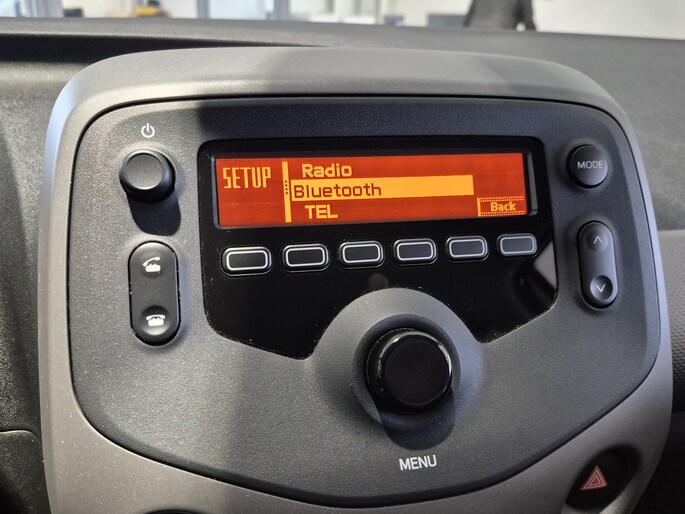 SETUP
Radio
Bluetooth
TEL
Back
MODE
MENU